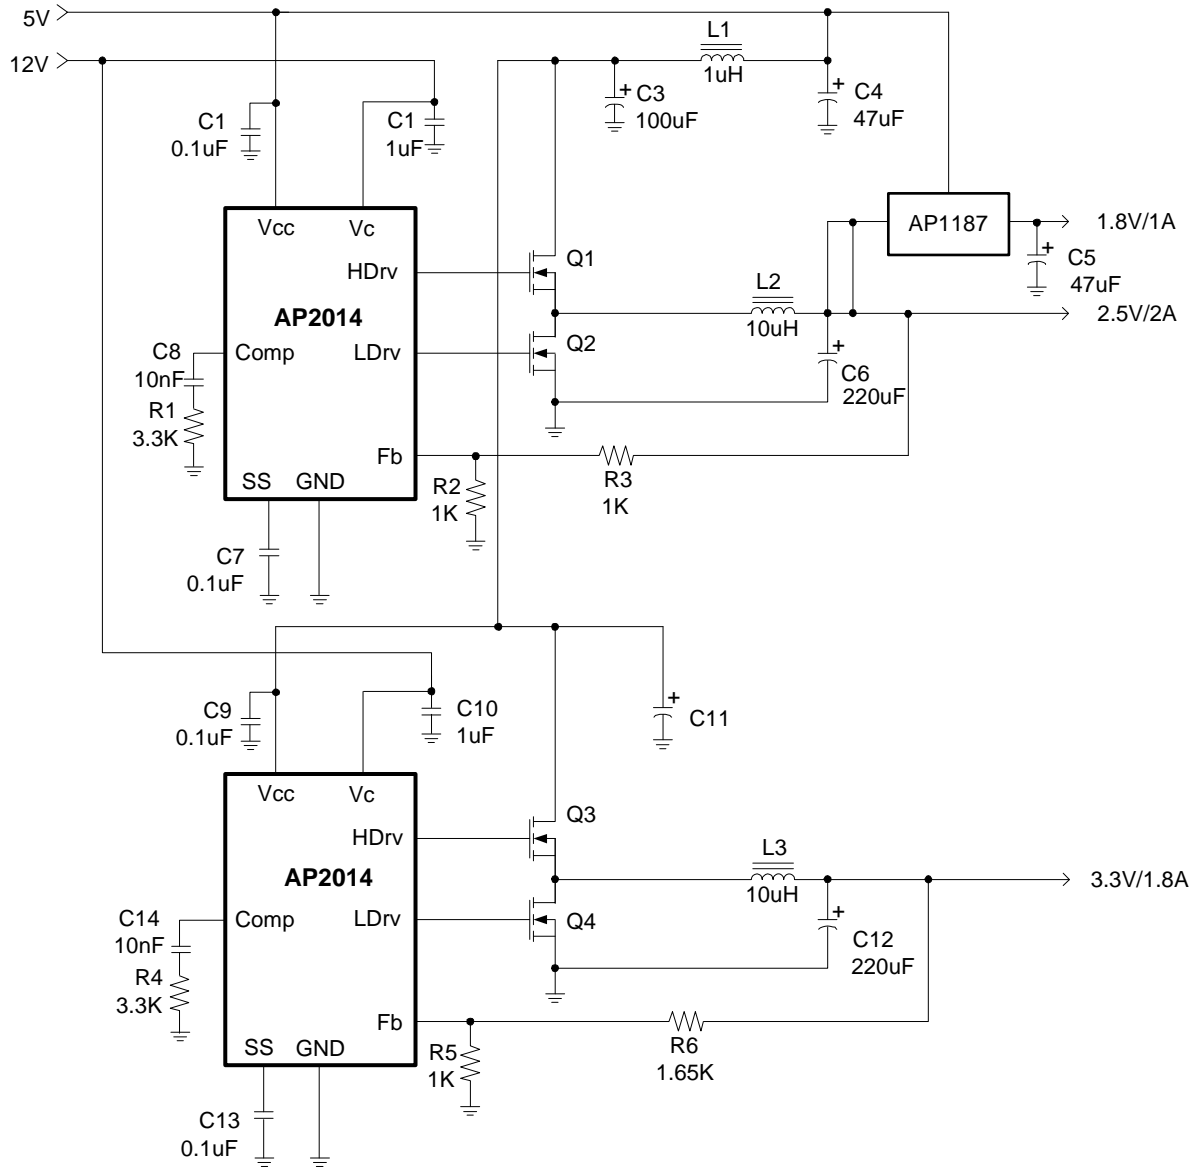 5V
12V
L1
1uH
C1
0.1uF
C1
1uF
+
C3
100uF
+
C4
47uF
Vcc
Vc
AP1187
1.8V/1A
+
C5
47uF
HDrv
Q1
AP2014
L2
10uH
2.5V/2A
C8
10nF
Comp
LDrv
Q2
+
C6
220uF
R1
3.3K
Fb
SS
GND
R2
1K
R3
1K
C7
0.1uF
C9
0.1uF
C10
1uF
+
C11
Vcc
Vc
HDrv
Q3
AP2014
L3
10uH
3.3V/1.8A
C14
10nF
Comp
LDrv
Q4
+
C12
220uF
R4
3.3K
Fb
SS
GND
R5
1K
R6
1.65K
C13
0.1uF